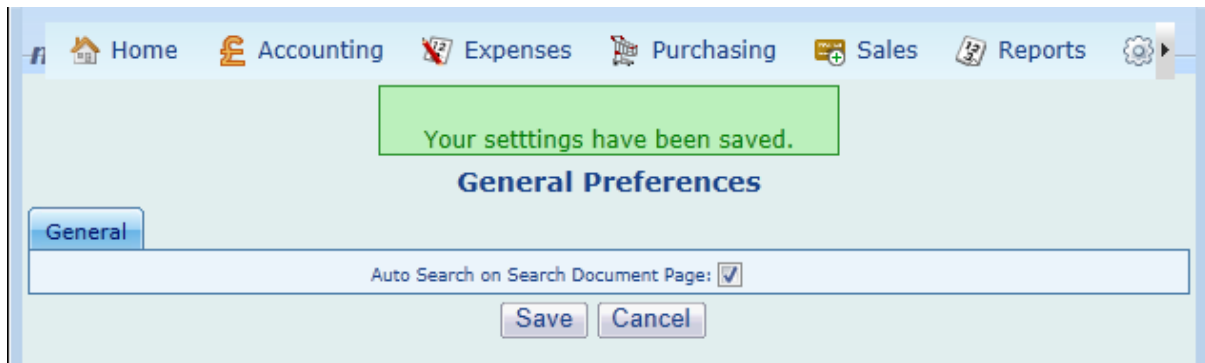 Home Accounting Expenses Purchasing Sales Reports
Your setttings have been saved.
General Preferences
General
Auto Search on Search Document Page:
Save Cancel